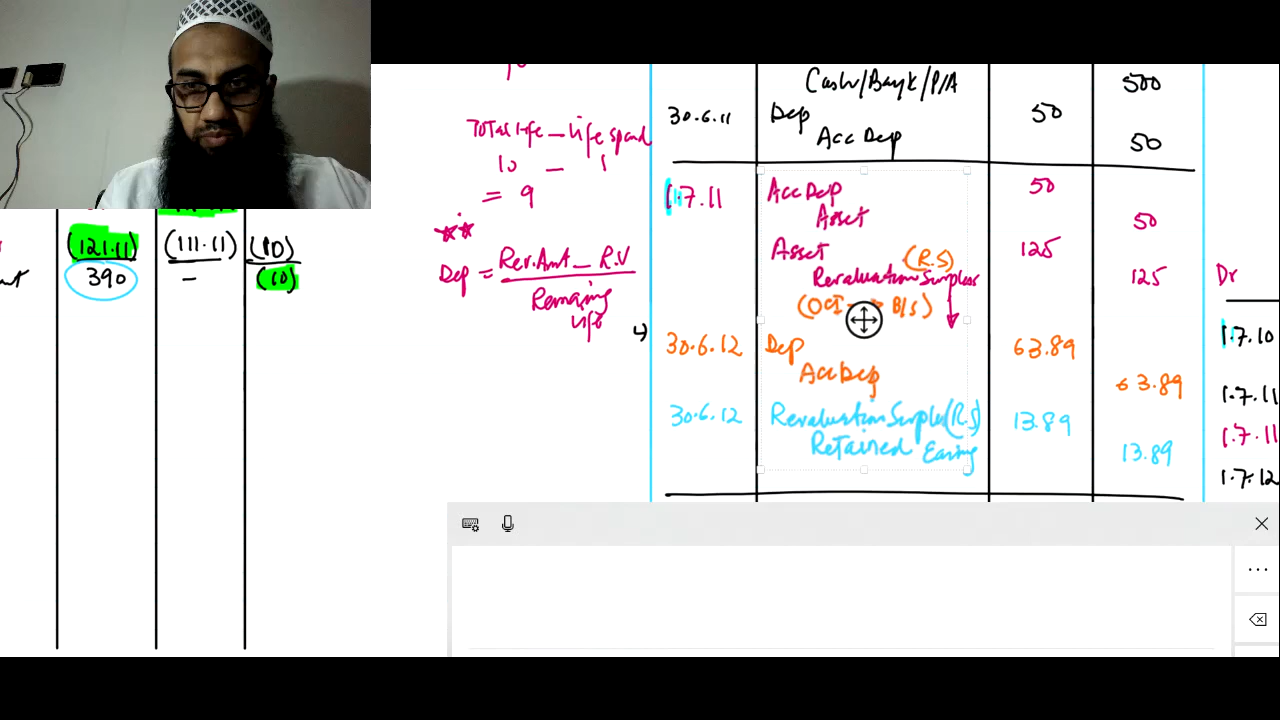 (121.11) (111.11) (10)
390 - (10)
Total life - life spend
10 - 1
= 9
Dep = Rev.Amt - R.V
Remaing
life
Cash/Bank/P/A 500
30.6.11 Dep 50
Acc Dep 50
1.7.11 Acc Dep 50
Asset 50
Asset 125
(R.S)
Revaluation Surplus 125
(OCI → B/S)
4)
30.6.12 Dep 63.89
Acc Dep 63.89
30.6.12 Revaluation Surplus (R.S) 13.89
Retained Earing 13.89
Dr
1.7.10
1.7.11
1.7.11
1.7.12